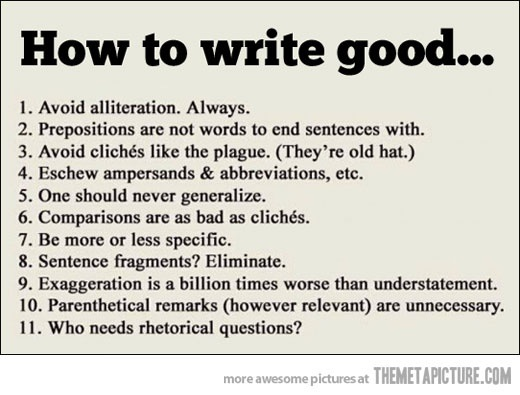 How to write good...
1. Avoid alliteration. Always.
2. Prepositions are not words to end sentences with.
3. Avoid clichés like the plague. (They're old hat.)
4. Eschew ampersands & abbreviations, etc.
5. One should never generalize.
6. Comparisons are as bad as clichés.
7. Be more or less specific.
8. Sentence fragments? Eliminate.
9. Exaggeration is a billion times worse than understatement.
10. Parenthetical remarks (however relevant) are unnecessary.
11. Who needs rhetorical questions?
more awesome pictures at THEMETAPICTURE.COM